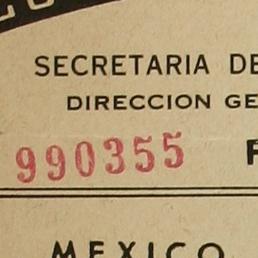 SECRETARIA DE
DIRECCION GE
990355
MEXICO